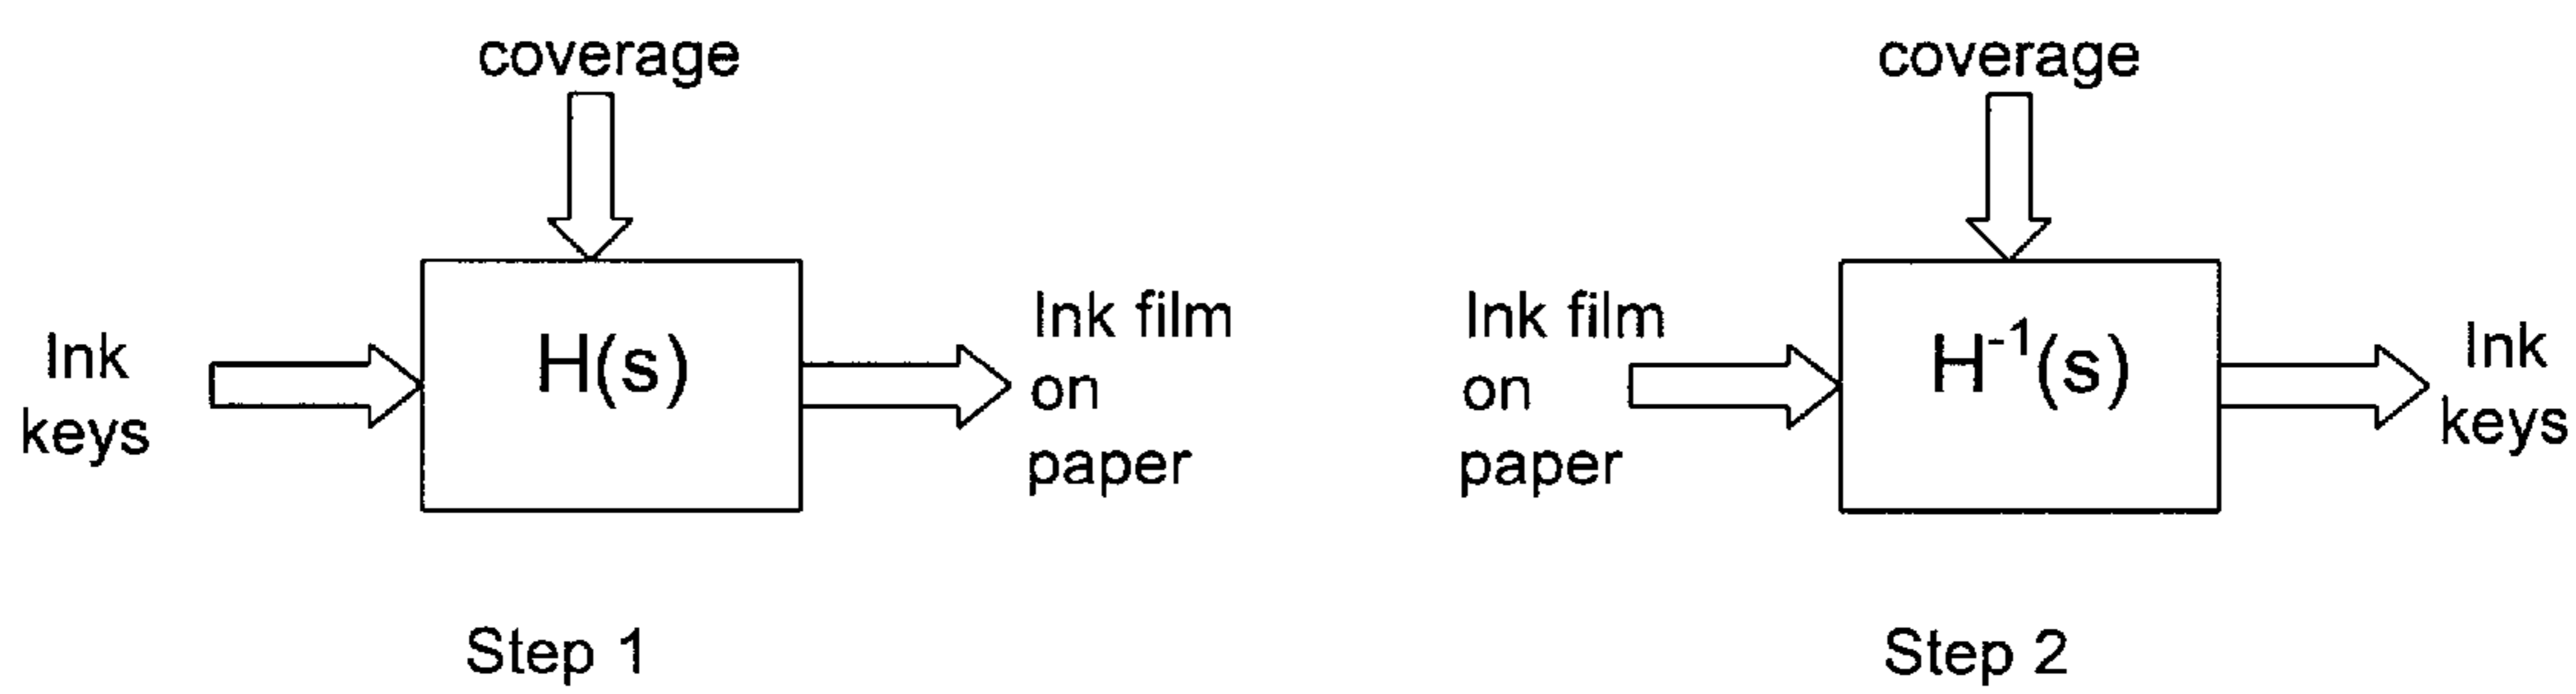 coverage
Ink
keys
H(s)
Ink film
on
paper
Step 1
coverage
Ink film
on
paper
H⁻¹(s)
Ink
keys
Step 2